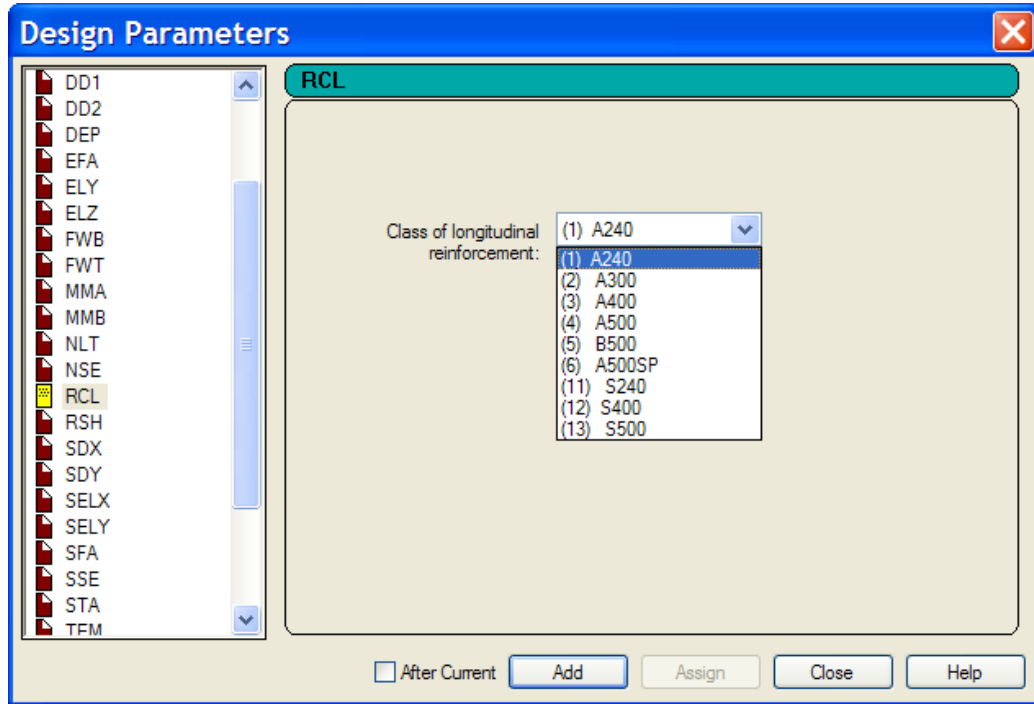 Design Parameters
DD1
DD2
DEP
EFA
ELY
ELZ
FWB
FWT
MMA
MMB
NLT
NSE
RCL
RSH
SDX
SDY
SELX
SELY
SFA
SSE
STA
TEM
RCL
Class of longitudinal
reinforcement:
(1) A240
(1) A240
(2) A300
(3) A400
(4) A500
(5) B500
(6) A500SP
(11) S240
(12) S400
(13) S500
After Current
Add
Assign
Close
Help